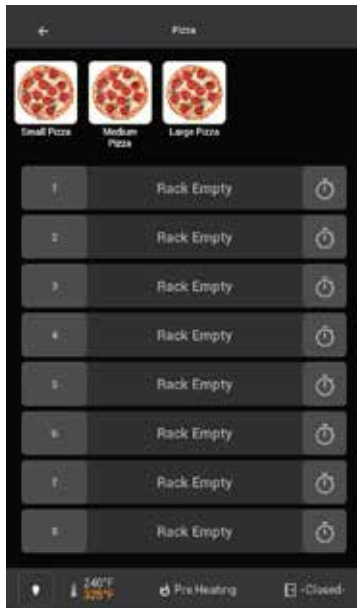 Pizza
Small Pizza
Medium
Pizza
Large Pizza
1 Rack Empty
2 Rack Empty
3 Rack Empty
4 Rack Empty
5 Rack Empty
6 Rack Empty
7 Rack Empty
8 Rack Empty
240°F
325°F
Pre Heating
-Closed-